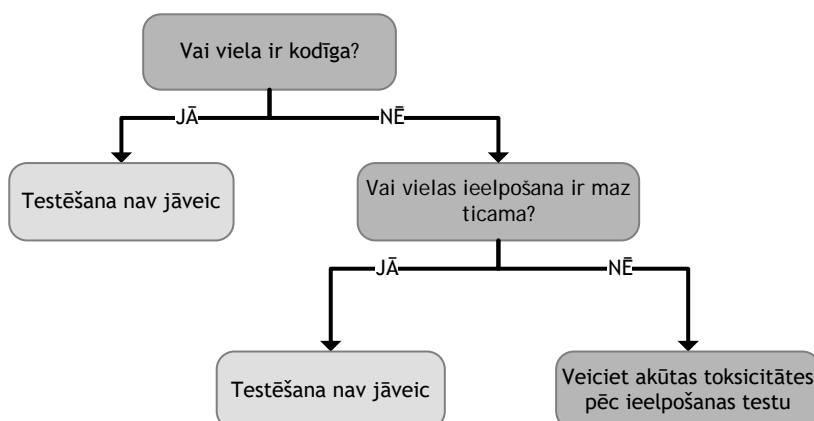 Vai viela ir kodīga?
JĀ
NĒ
Testēšana nav jāveic
Vai vielas ieelpošana ir maz
ticama?
JĀ
NĒ
Testēšana nav jāveic
Veiciet akūtas toksicitātes
pēc ieelpošanas testu